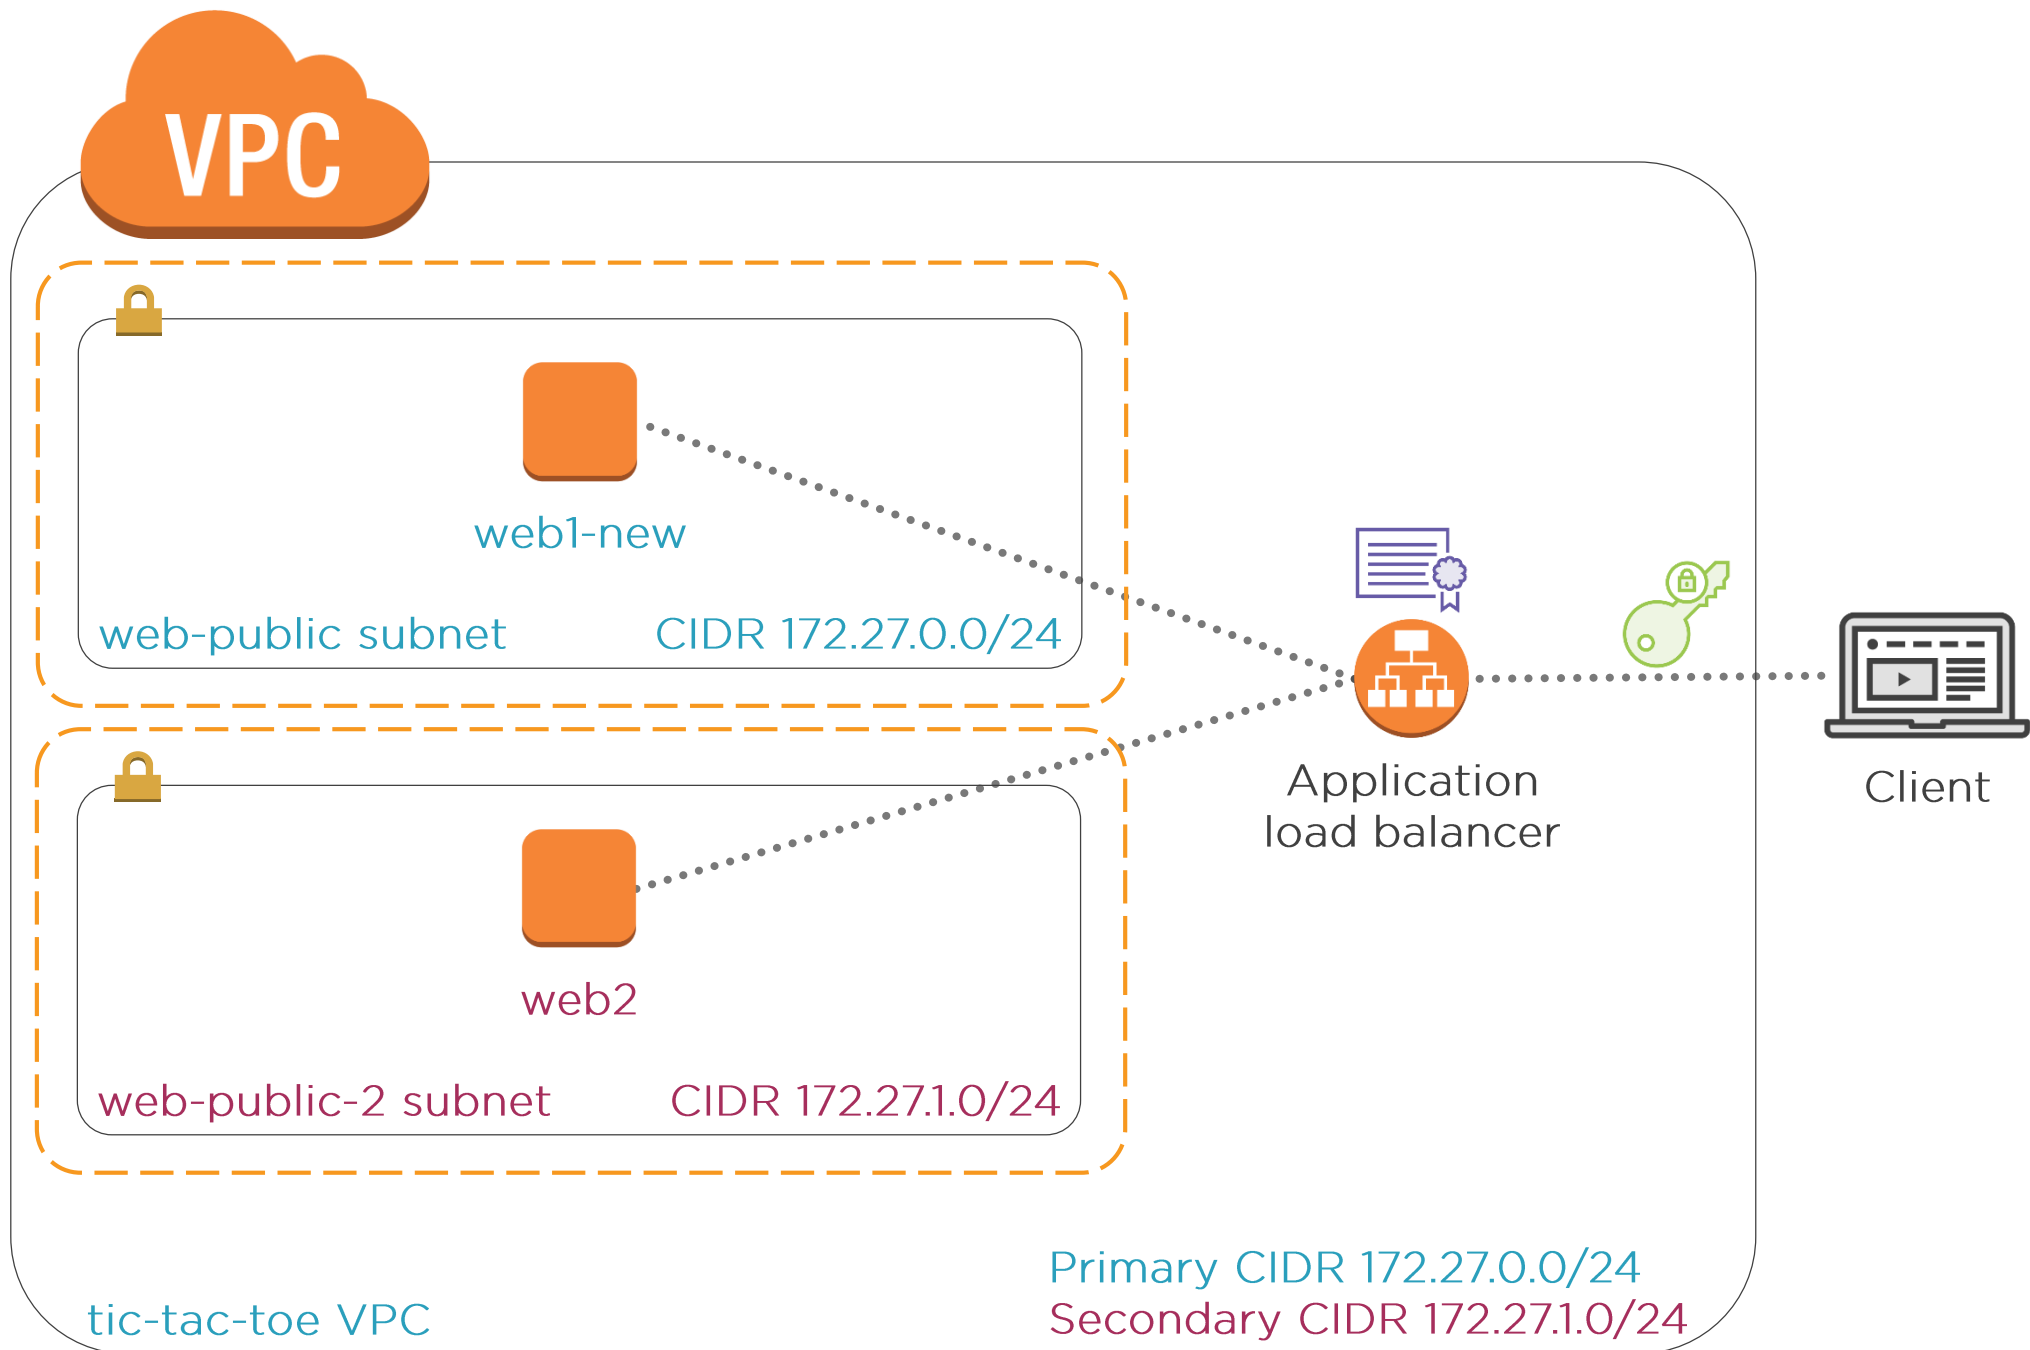 VPC
web1-new
web-public subnet
CIDR 172.27.0.0/24
Application
load balancer
Client
web2
web-public-2 subnet
CIDR 172.27.1.0/24
Primary CIDR 172.27.0.0/24
Secondary CIDR 172.27.1.0/24
tic-tac-toe VPC